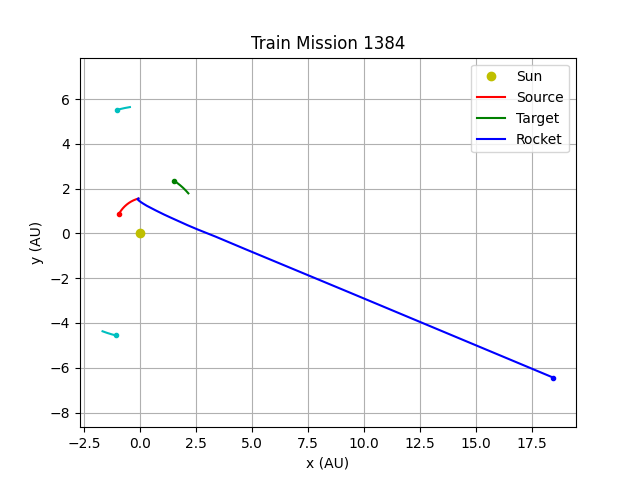 Train Mission 1384
Sun
Source
Target
Rocket
y (AU)
6
4
2
0
−2
−4
−6
−8
−2.5 0.0 2.5 5.0 7.5 10.0 12.5 15.0 17.5
x (AU)